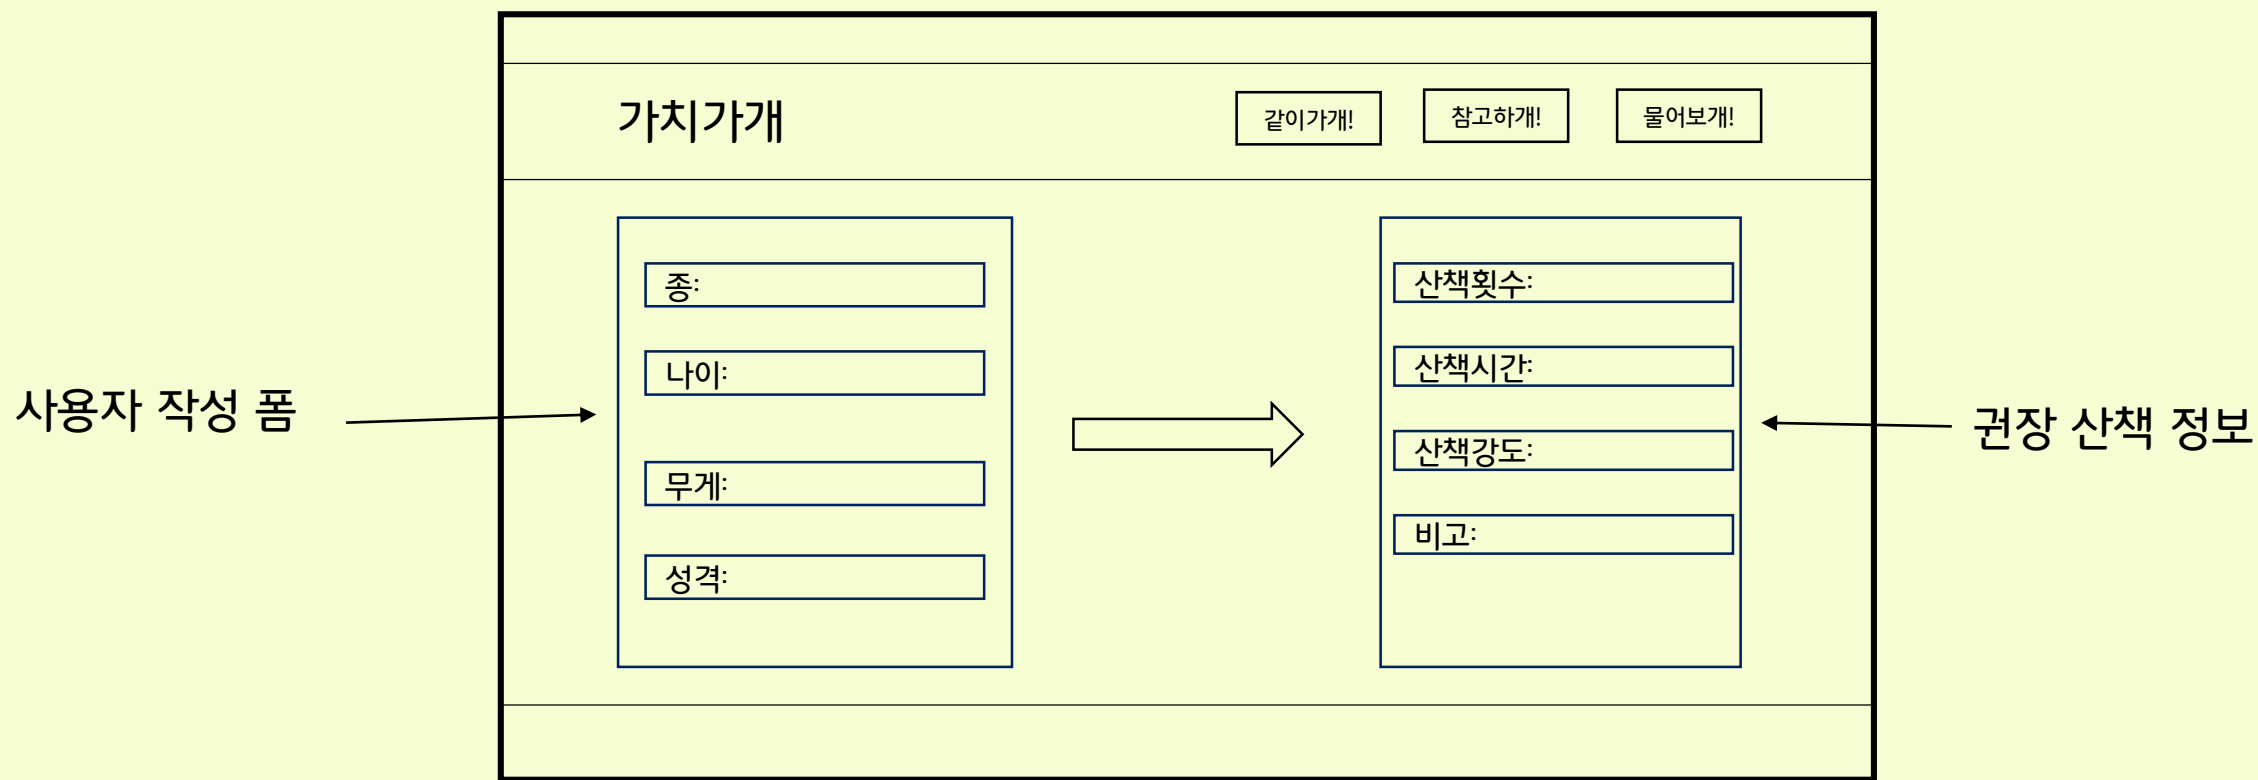 가치가개
같이가개!
참고하개!
물어보개!
사용자 작성 폼
종:
나이:
무게:
성격:
산책횟수:
산책시간:
산책강도:
비고:
권장 산책 정보